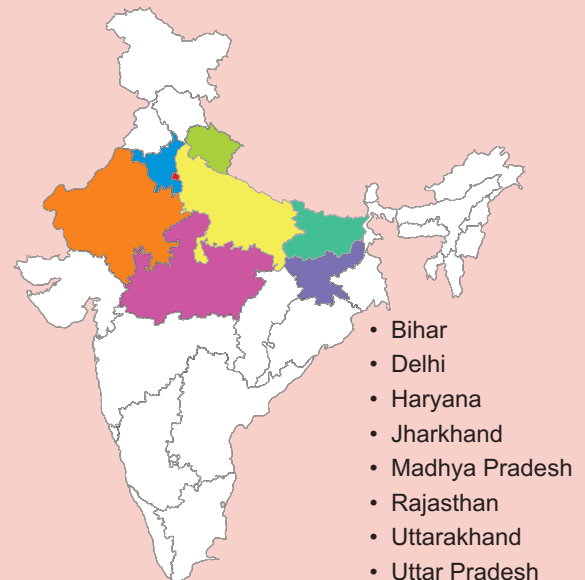 • Bihar
• Delhi
• Haryana
• Jharkhand
• Madhya Pradesh
• Rajasthan
• Uttarakhand
• Uttar Pradesh